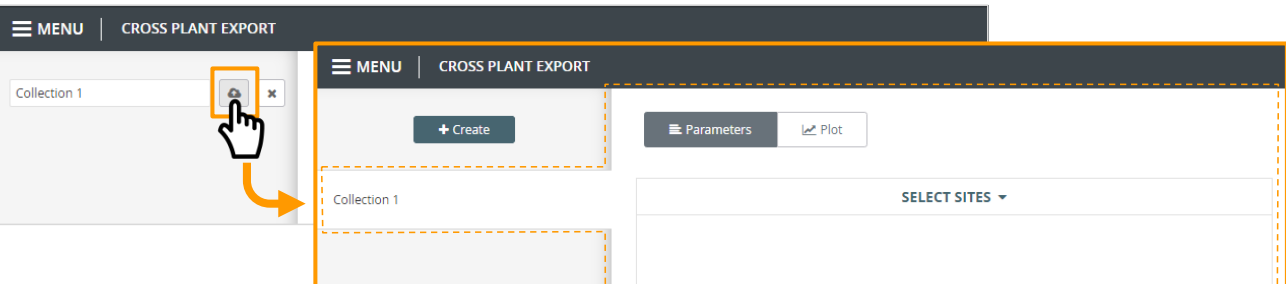 MENU CROSS PLANT EXPORT
Collection 1
MENU CROSS PLANT EXPORT
Create
Parameters Plot
Collection 1
SELECT SITES